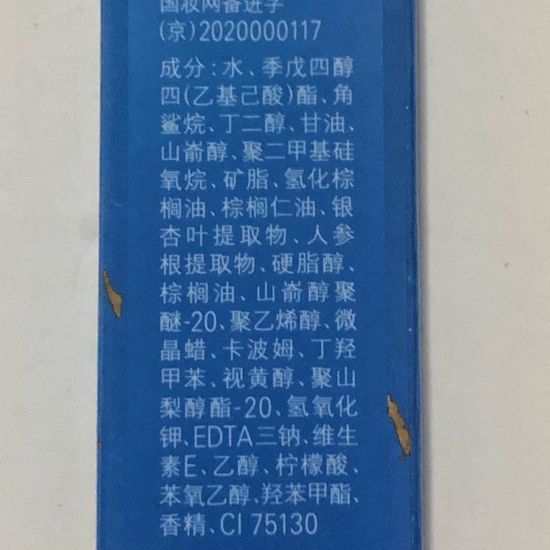 国妆网备进字
(京)2020000117
成分:水、季戊四醇
四(乙基己酸)酯、角
鲨烷、丁二醇、甘油、
山嵛醇、聚二甲基硅
氧烷、矿脂、氢化棕
榈油、棕榈仁油、银
杏叶提取物、人参
根提取物、硬脂醇、
棕榈油、山嵛醇聚
醚-20、聚乙烯醇、微
晶蜡、卡波姆、丁羟
甲苯、视黄醇、聚山
梨醇酯-20、氢氧化
钾、EDTA三钠、维生
素E、乙醇、柠檬酸、
苯氧乙醇、羟苯甲酯、
香精、CI 75130